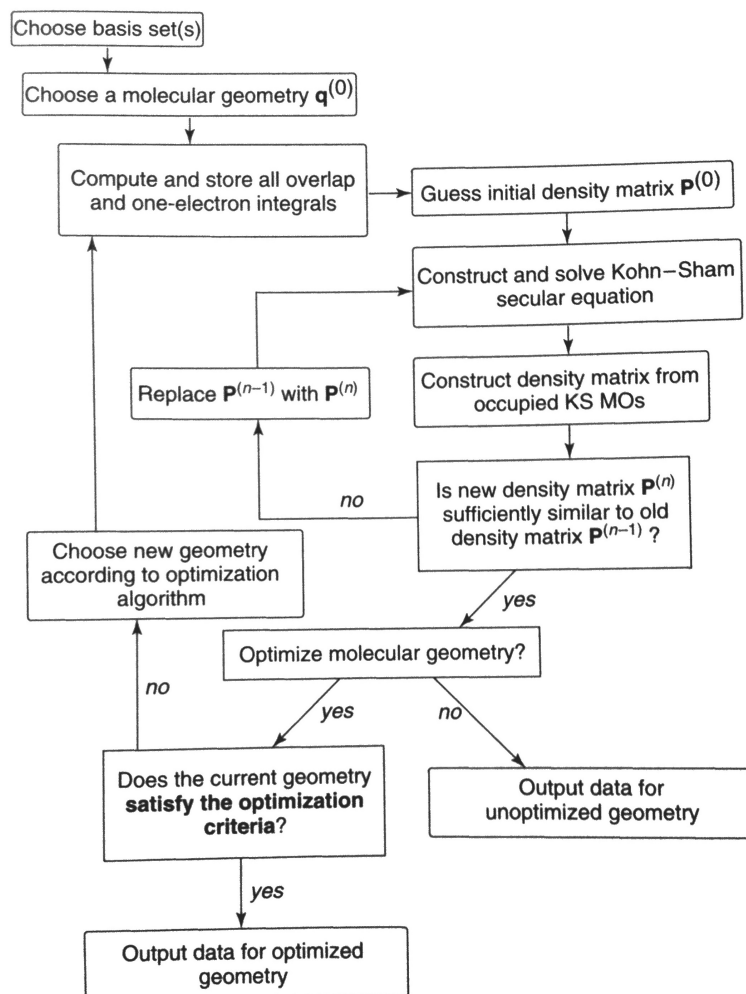 Choose basis set(s)
Choose a molecular geometry q(0)
Compute and store all overlap
and one-electron integrals
Guess initial density matrix P(0)
Construct and solve Kohn–Sham
secular equation
Replace P(n−1) with P(n)
Construct density matrix from
occupied KS MOs
no
Is new density matrix P(n)
sufficiently similar to old
density matrix P(n−1) ?
Choose new geometry
according to optimization
algorithm
yes
Optimize molecular geometry?
no
yes
no
Does the current geometry
satisfy the optimization
criteria?
Output data for
unoptimized geometry
yes
Output data for optimized
geometry